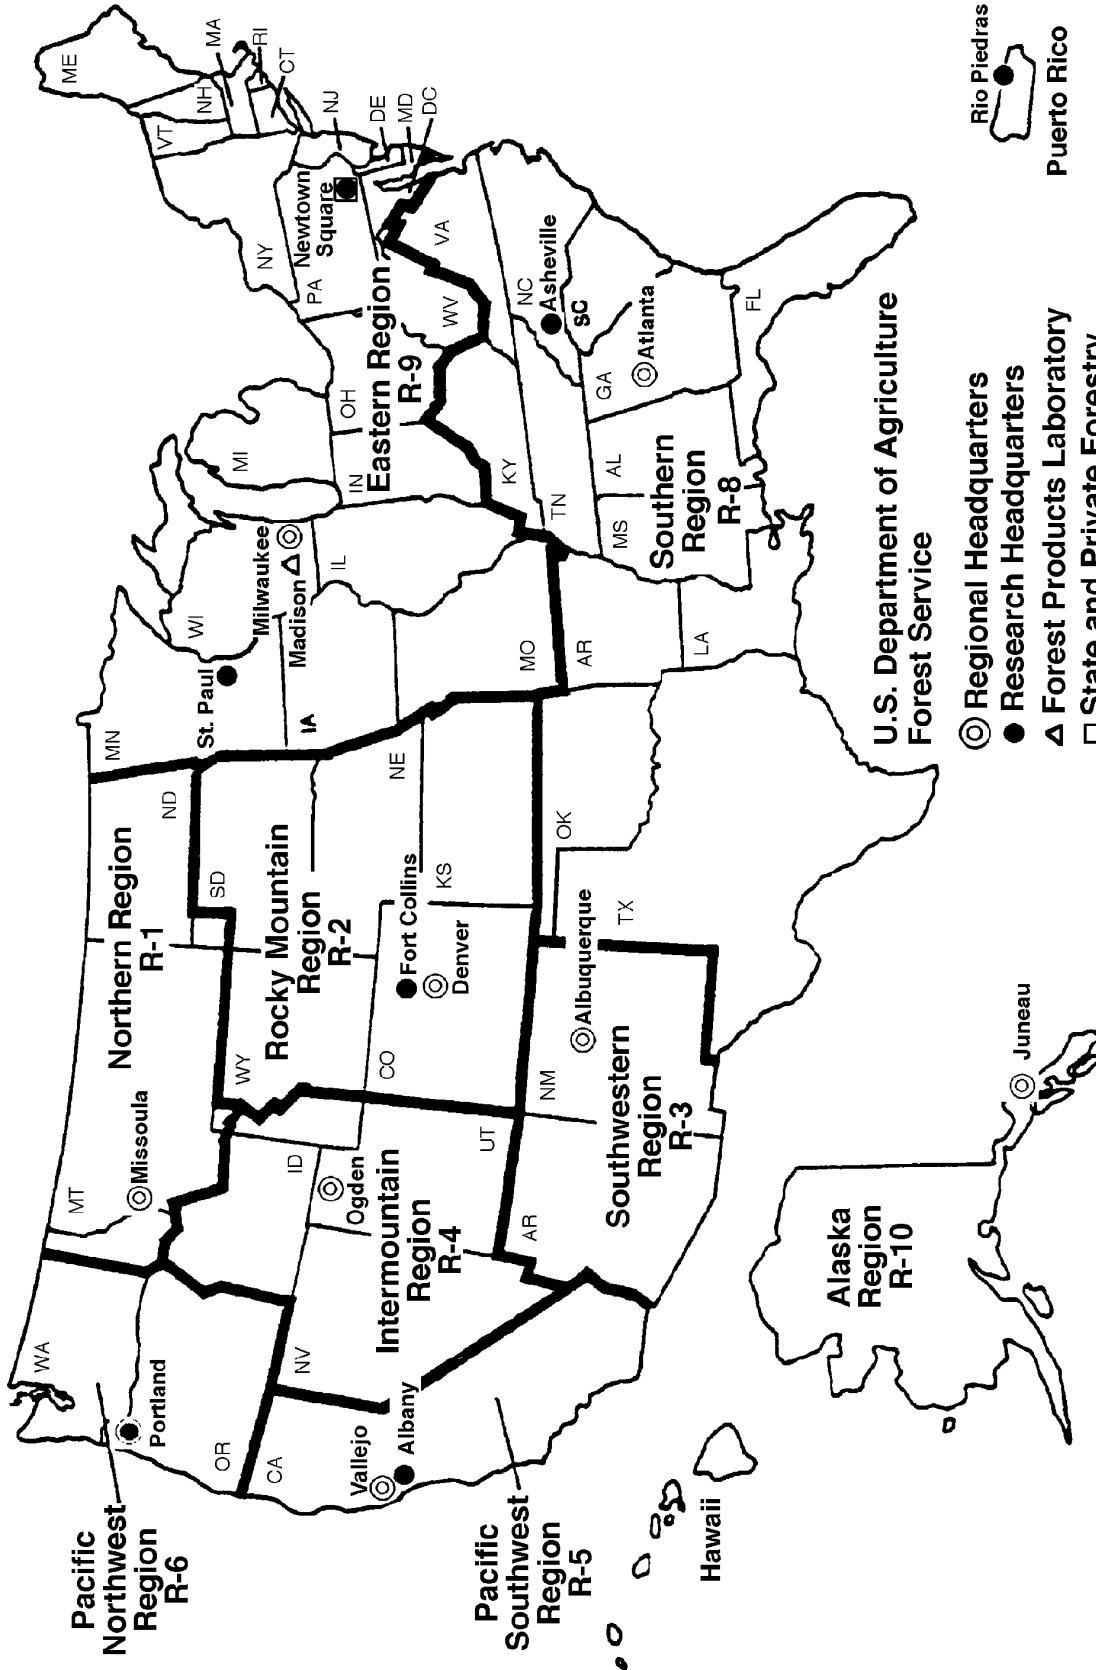 Pacific
Northwest
Region
R-6
WA
Portland
OR
MT
Missoula
Northern Region
R-1
ND
MN
ID
WY
SD
Rocky Mountain
Region
R-2
St. Paul
WI
Milwaukee
Madison
IA
NE
MI
IL
IN
OH
Eastern Region
R-9
PA
Newtown
Square
NY
VT
NH
ME
MA
RI
CT
NJ
DE
MD
DC
VA
WV
CA
NV
Vallejo
Albany
Pacific
Southwest
Region
R-5
Intermountain
Region
R-4
Ogden
UT
CO
Fort Collins
Denver
KS
MO
KY
TN
NC
Asheville
SC
AR
Southwestern
Region
R-3
NM
Albuquerque
TX
OK
AR
LA
MS
AL
GA
Atlanta
Southern
Region
R-8
FL
Hawaii
Alaska
Region
R-10
Juneau
U.S. Department of Agriculture
Forest Service
Regional Headquarters
Research Headquarters
Forest Products Laboratory
State and Private Forestry
Rio Piedras
Puerto Rico